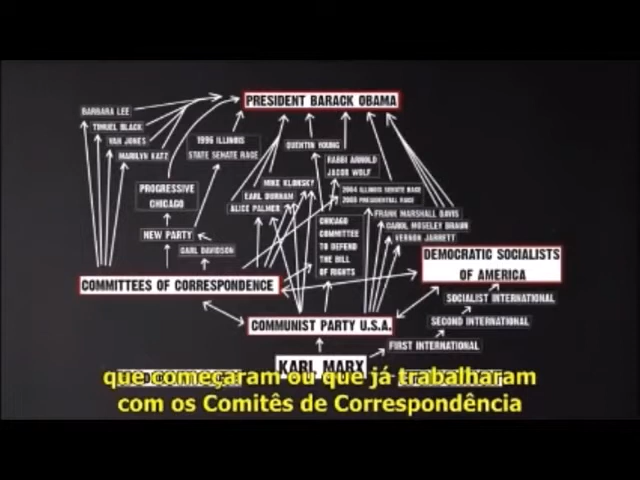 PRESIDENT BARACK OBAMA
BARBARA LEE
TIMUEL BLACK
VAN JONES
MARILYN KATZ
1996 ILLINOIS
STATE SENATE RACE
QUENTIN YOUNG
RABBI ARNOLD
JACOB WOLF
PROGRESSIVE
CHICAGO
MIKE KLONSKY
EARL DURHAM
ALICE PALMER
2004 ILLINOIS SENATE RACE
2008 PRESIDENTIAL RACE
FRANK MARSHALL DAVIS
CAROL MOSELEY BRAUN
VERNON JARRETT
NEW PARTY
CARL DAVIDSON
CHICAGO
COMMITTEE
TO DEFEND
THE BILL
OF RIGHTS
DEMOCRATIC SOCIALISTS
OF AMERICA
COMMITTEES OF CORRESPONDENCE
SOCIALIST INTERNATIONAL
SECOND INTERNATIONAL
COMMUNIST PARTY U.S.A.
FIRST INTERNATIONAL
KARL MARX
que começaram ou que já trabalharam
com os Comitês de Correspondência